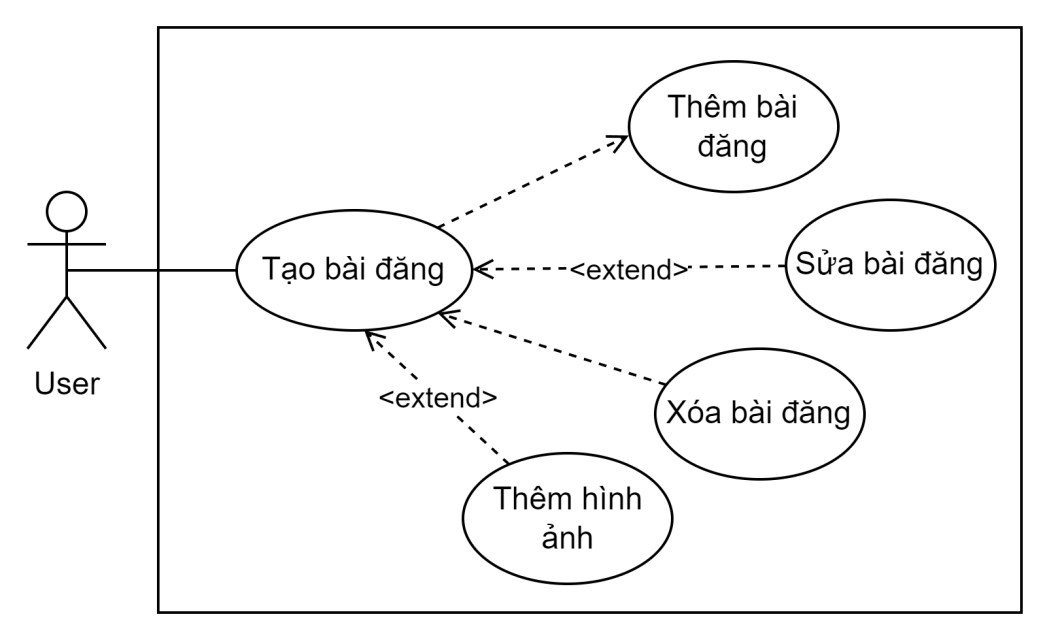 Thêm bài
đăng
Tạo bài đăng
<extend>
Sửa bài đăng
User
<extend>
Xóa bài đăng
Thêm hình
ảnh